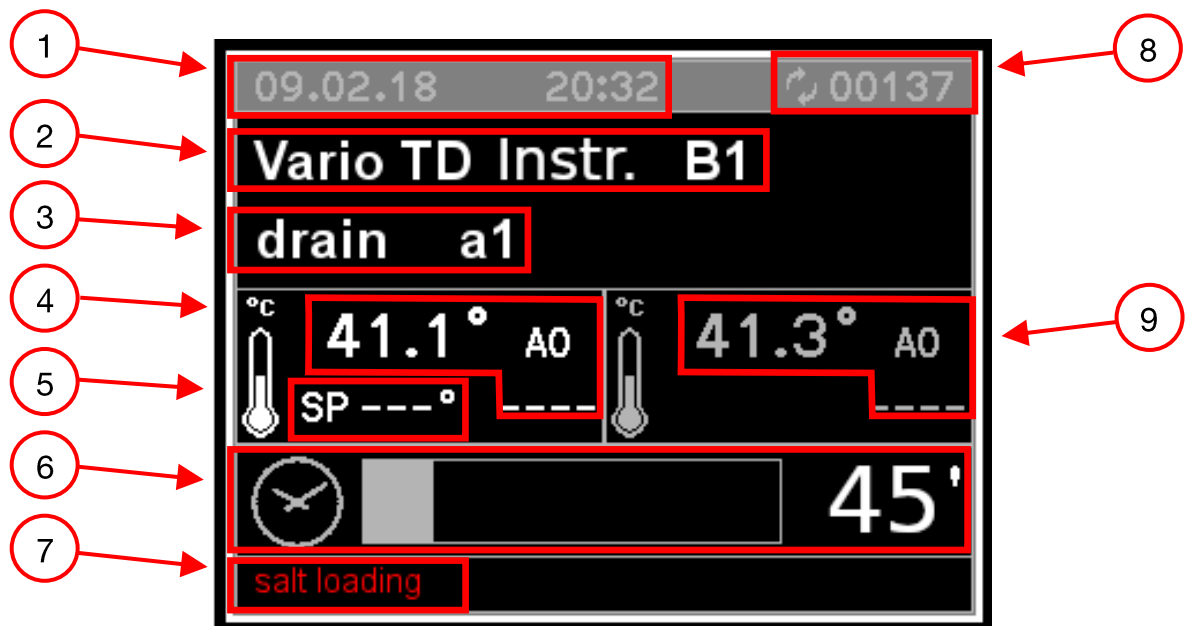 1
09.02.18 20:32 00137
8
2
Vario TD Instr. B1
3
drain a1
4
°C 41.1° A0
----
°C 41.3° A0
----
9
5
SP ---°
6
45'
7
salt loading